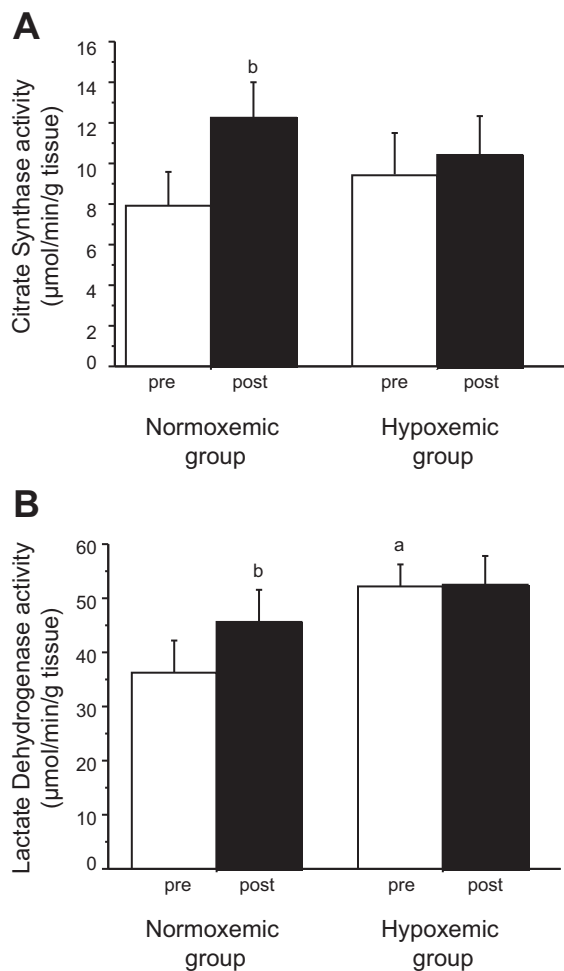 A
Citrate Synthase activity
(µmol/min/g tissue)
16
14
12
10
8
6
4
2
0
b
pre
post
pre
post
Normoxemic
group
Hypoxemic
group
B
Lactate Dehydrogenase activity
(µmol/min/g tissue)
60
50
40
30
20
10
0
b
a
pre
post
pre
post
Normoxemic
group
Hypoxemic
group